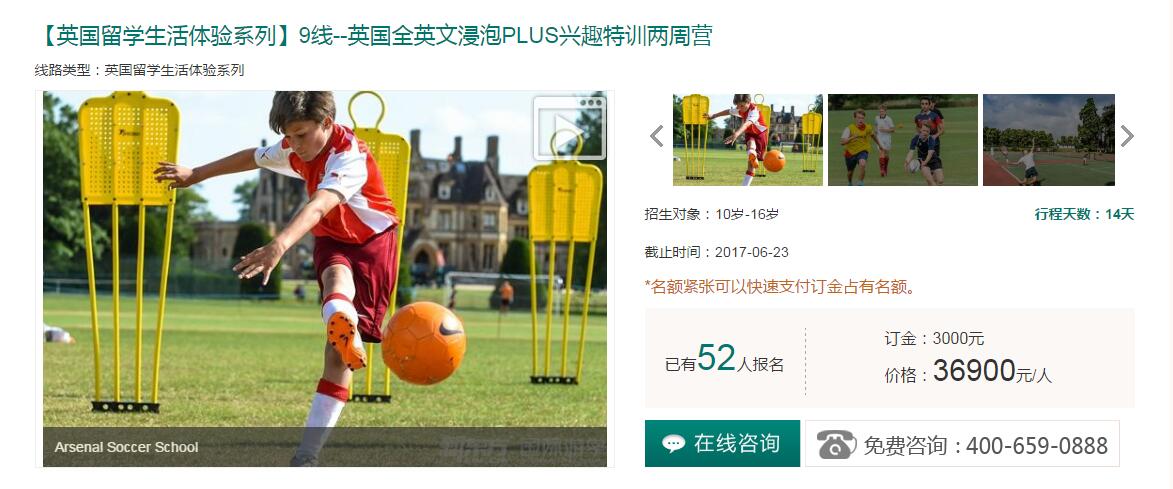 【英国留学生活体验系列】9线--英国全英文浸泡PLUS兴趣特训两周营
线路类型：英国留学生活体验系列
Arsenal Soccer School
招生对象：10岁-16岁
行程天数：14天
截止时间：2017-06-23
*名额紧张可以快速支付订金占有名额。
已有52人报名
订金：3000元
价格：36900元/人
在线咨询
免费咨询：400-659-0888